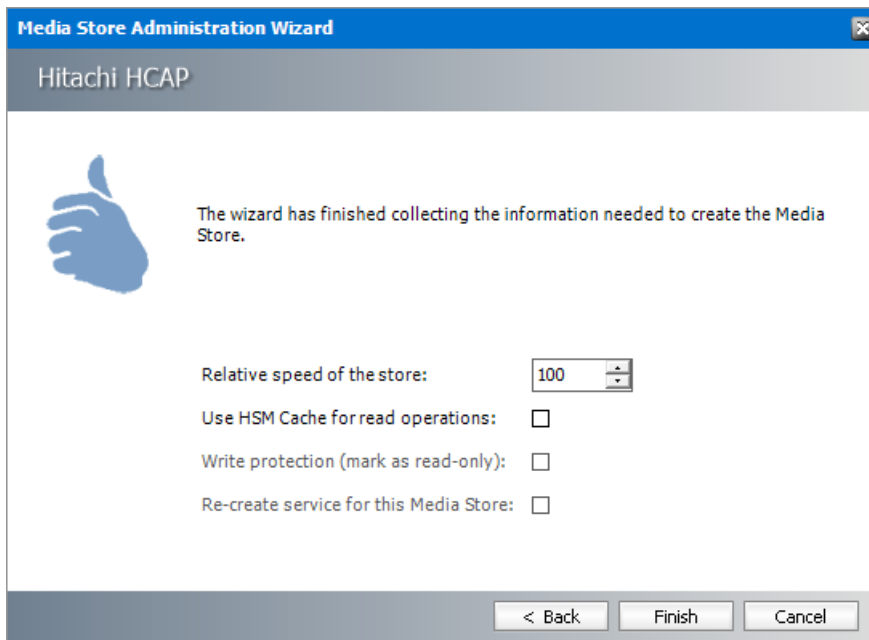 Media Store Administration Wizard
Hitachi HCAP
The wizard has finished collecting the information needed to create the Media
Store.
Relative speed of the store:
100
Use HSM Cache for read operations:
Write protection (mark as read-only):
Re-create service for this Media Store:
< Back
Finish
Cancel